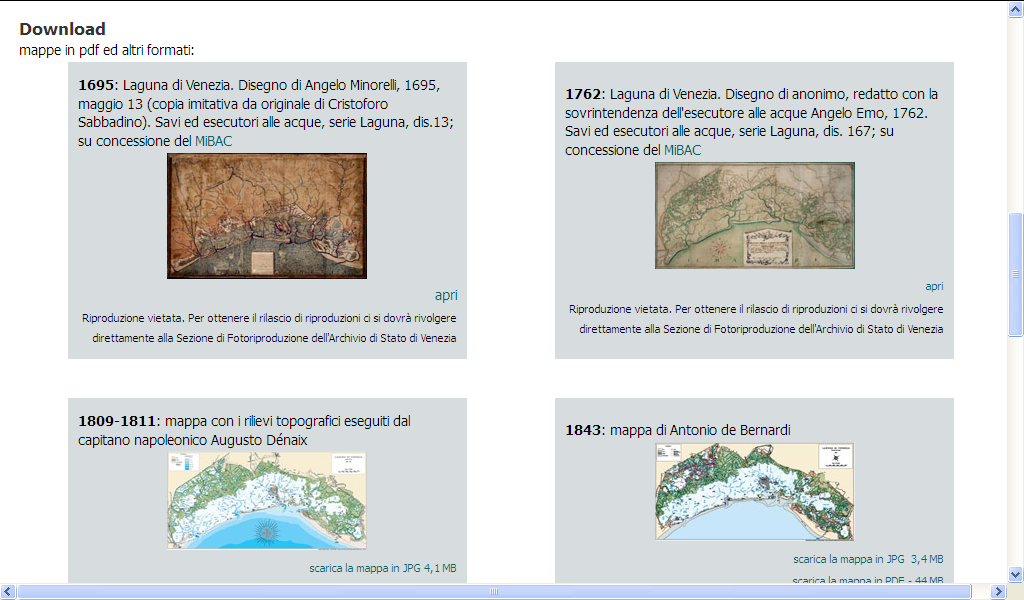 Download
mappe in pdf ed altri formati:
1695: Laguna di Venezia. Disegno di Angelo Minorelli, 1695,
maggio 13 (copia imitativa da originale di Cristoforo
Sabbadino). Savi ed esecutori alle acque, serie Laguna, dis.13;
su concessione del MiBAC
apri
Riproduzione vietata. Per ottenere il rilascio di riproduzioni ci si dovrà rivolgere
direttamente alla Sezione di Fotoriproduzione dell'Archivio di Stato di Venezia
1762: Laguna di Venezia. Disegno di anonimo, redatto con la
sovrintendenza dell'esecutore alle acque Angelo Emo, 1762.
Savi ed esecutori alle acque, serie Laguna, dis. 167; su
concessione del MiBAC
apri
Riproduzione vietata. Per ottenere il rilascio di riproduzioni ci si dovrà rivolgere
direttamente alla Sezione di Fotoriproduzione dell'Archivio di Stato di Venezia
1809-1811: mappa con i rilievi topografici eseguiti dal
capitano napoleonico Augusto Dénaix
scarica la mappa in JPG 4,1 MB
1843: mappa di Antonio de Bernardi
scarica la mappa in JPG 3,4 MB
scarica la mappa in PDF - 44 MB